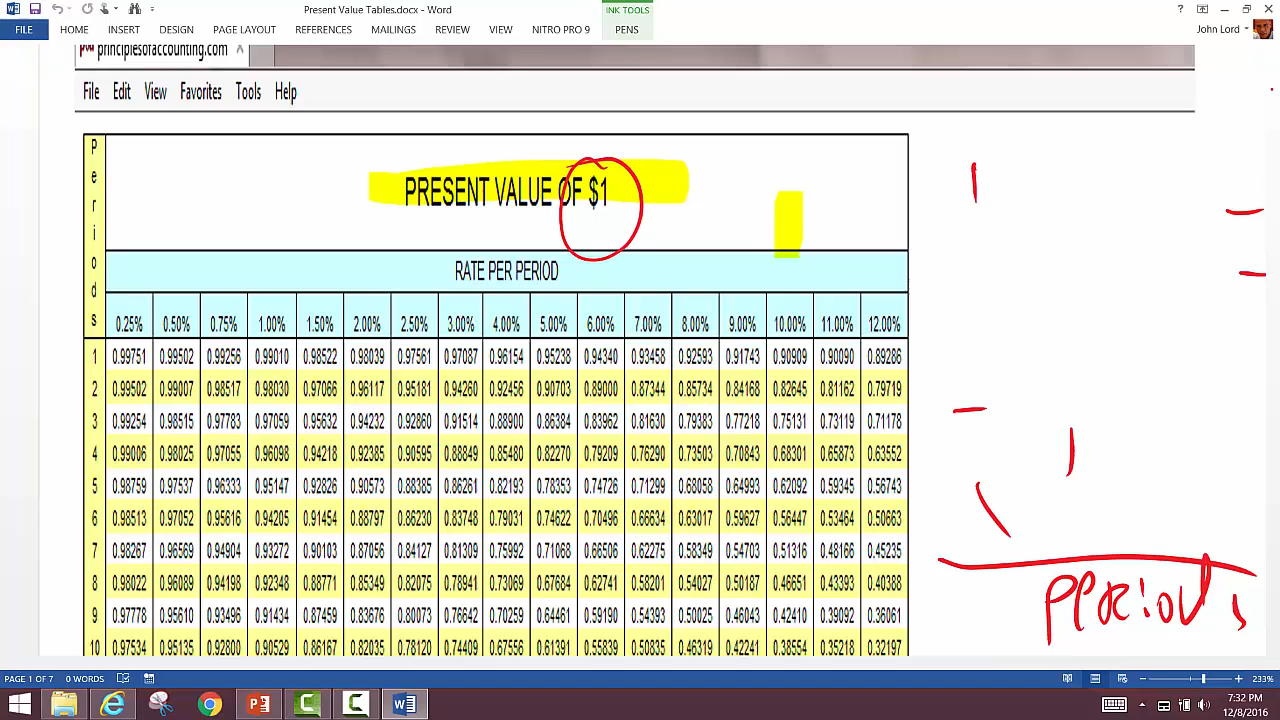 Present Value Tables.docx - Word
INK TOOLS
? 
FILE HOME INSERT DESIGN PAGE LAYOUT REFERENCES MAILINGS REVIEW VIEW NITRO PRO 9 PENS John Lord
principlesofaccounting.com x
File Edit View Favorites Tools Help
Periods
PRESENT VALUE OF $1
RATE PER PERIOD
0.25% 0.50% 0.75% 1.00% 1.50% 2.00% 2.50% 3.00% 4.00% 5.00% 6.00% 7.00% 8.00% 9.00% 10.00% 11.00% 12.00%
1 0.99751 0.99502 0.99256 0.99010 0.98522 0.98039 0.97561 0.97087 0.96154 0.95238 0.94340 0.93458 0.92593 0.91743 0.90909 0.90090 0.89286
2 0.99502 0.99007 0.98517 0.98030 0.97066 0.96117 0.95181 0.94260 0.92456 0.90703 0.89000 0.87344 0.85734 0.84168 0.82645 0.81162 0.79719
3 0.99254 0.98515 0.97783 0.97059 0.95632 0.94232 0.92860 0.91514 0.88900 0.86384 0.83962 0.81630 0.79383 0.77218 0.75131 0.73119 0.71178
4 0.99006 0.98025 0.97055 0.96098 0.94218 0.92385 0.90595 0.88849 0.85480 0.82270 0.79209 0.76290 0.73503 0.70843 0.68301 0.65873 0.63552
5 0.98759 0.97537 0.96333 0.95147 0.92826 0.90573 0.88385 0.86261 0.82193 0.78353 0.74726 0.71299 0.68058 0.64993 0.62092 0.59345 0.56743
6 0.98513 0.97052 0.95616 0.94205 0.91454 0.88797 0.86230 0.83748 0.79031 0.74622 0.70496 0.66634 0.63017 0.59627 0.56447 0.53464 0.50663
7 0.98267 0.96569 0.94904 0.93272 0.90103 0.87056 0.84127 0.81309 0.75992 0.71068 0.66506 0.62275 0.58349 0.54703 0.51316 0.48166 0.45235
8 0.98022 0.96089 0.94198 0.92348 0.88771 0.85349 0.82075 0.78941 0.73069 0.67684 0.62741 0.58201 0.54027 0.50187 0.46651 0.43393 0.40388
9 0.97778 0.95610 0.93496 0.91434 0.87459 0.83676 0.80073 0.76642 0.70259 0.64461 0.59190 0.54393 0.50025 0.46043 0.42410 0.39092 0.36061
10 0.97534 0.95135 0.92800 0.90529 0.86167 0.82035 0.78120 0.74409 0.67556 0.61391 0.55839 0.50835 0.46319 0.42241 0.38554 0.35218 0.32197
Periods
PAGE 1 OF 7 0 WORDS 233%
7:32 PM
12/8/2016